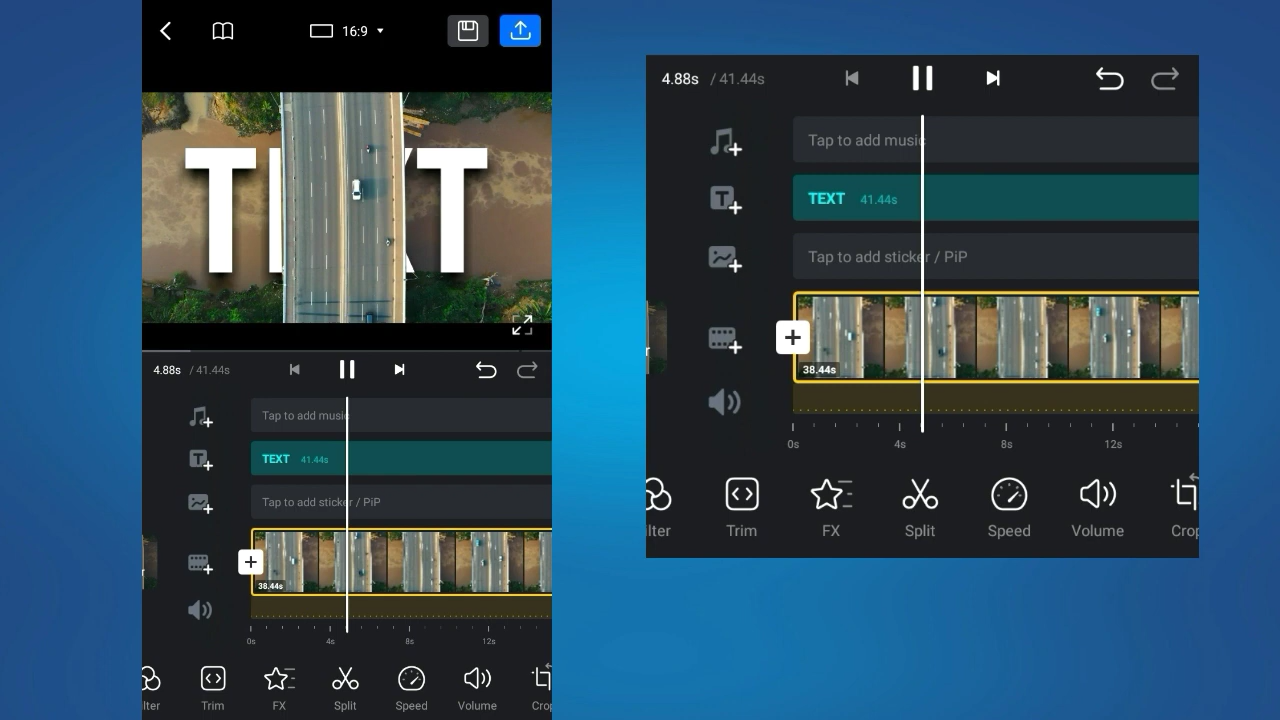 16:9
TEXT
4.88s / 41.44s
Tap to add music
TEXT 41.44s
Tap to add sticker / PiP
38.44s
0s 4s 8s 12s
lter Trim FX Split Speed Volume Crop
4.88s / 41.44s
Tap to add music
TEXT 41.44s
Tap to add sticker / PiP
38.44s
0s 4s 8s 12s
ilter Trim FX Split Speed Volume Crop